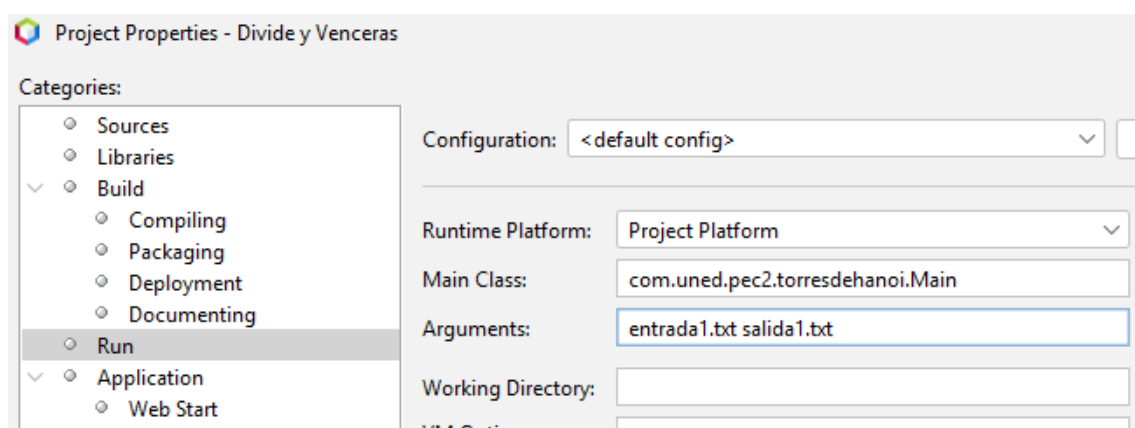 Project Properties - Divide y Venceras
Categories:
Sources
Libraries
Build
Compiling
Packaging
Deployment
Documenting
Run
Application
Web Start
Configuration: <default config>
Runtime Platform: Project Platform
Main Class: com.uned.pec2.torresdehanoi.Main
Arguments: entrada1.txt salida1.txt
Working Directory: